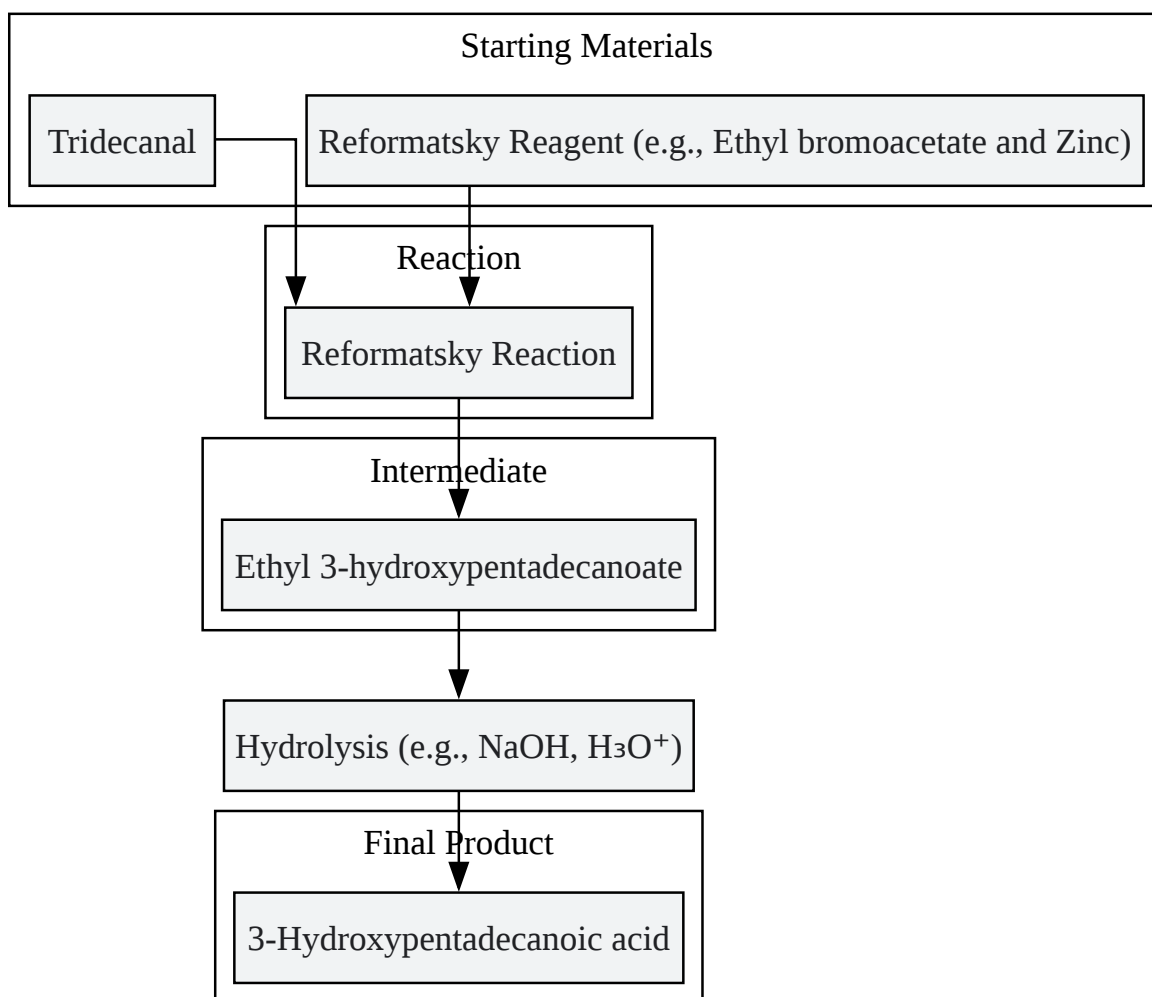 Starting Materials
Tridecanal
Reformatsky Reagent (e.g., Ethyl bromoacetate and Zinc)
Reaction
Reformatsky Reaction
Intermediate
Ethyl 3-hydroxypentadecanoate
Hydrolysis (e.g., NaOH, H₃O⁺)
Final Product
3-Hydroxypentadecanoic acid